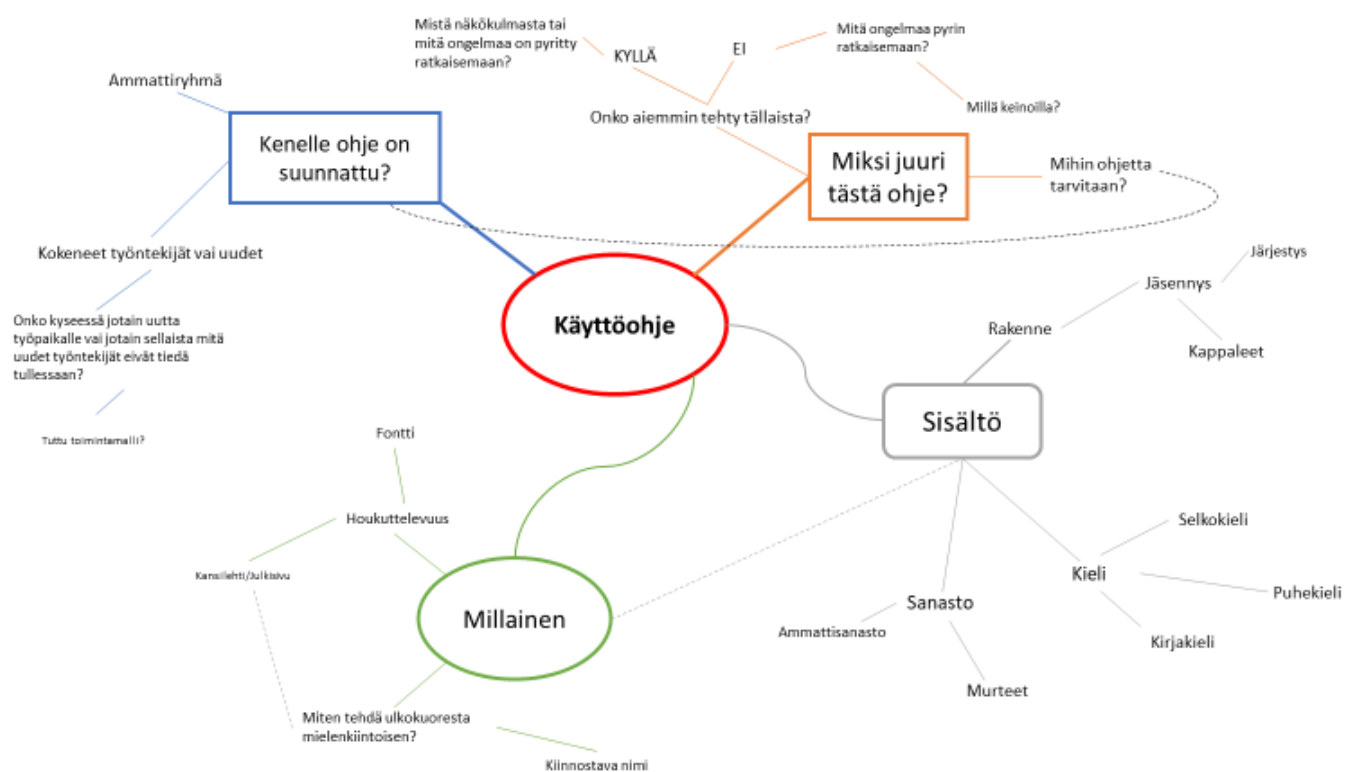 Mistä näkökulmasta tai
mitä ongelmaa on pyritty
ratkaisemaan?
KYLLÄ
EI
Mitä ongelmaa pyrin
ratkaisemaan?
Millä keinoilla?
Onko aiemmin tehty tällaista?
Ammattiryhmä
Kenelle ohje on
suunnattu?
Miksi juuri
tästä ohje?
Mihin ohjetta
tarvitaan?
Kokeneet työntekijät vai uudet
Onko kyseessä jotain uutta
työpaikalle vai jotain sellaista mitä
uudet työntekijät eivät tiedä
tullessaan?
Tuttu toimintamalli?
Käyttöohje
Järjestys
Jäsennys
Rakenne
Kappaleet
Sisältö
Fontti
Houkuttelevuus
Kansilehti/Julkisivu
Millainen
Selkokieli
Kieli
Puhekieli
Kirjakieli
Sanasto
Ammattisanasto
Murteet
Miten tehdä ulkokuoresta
mielenkiintoisen?
Kiinnostava nimi